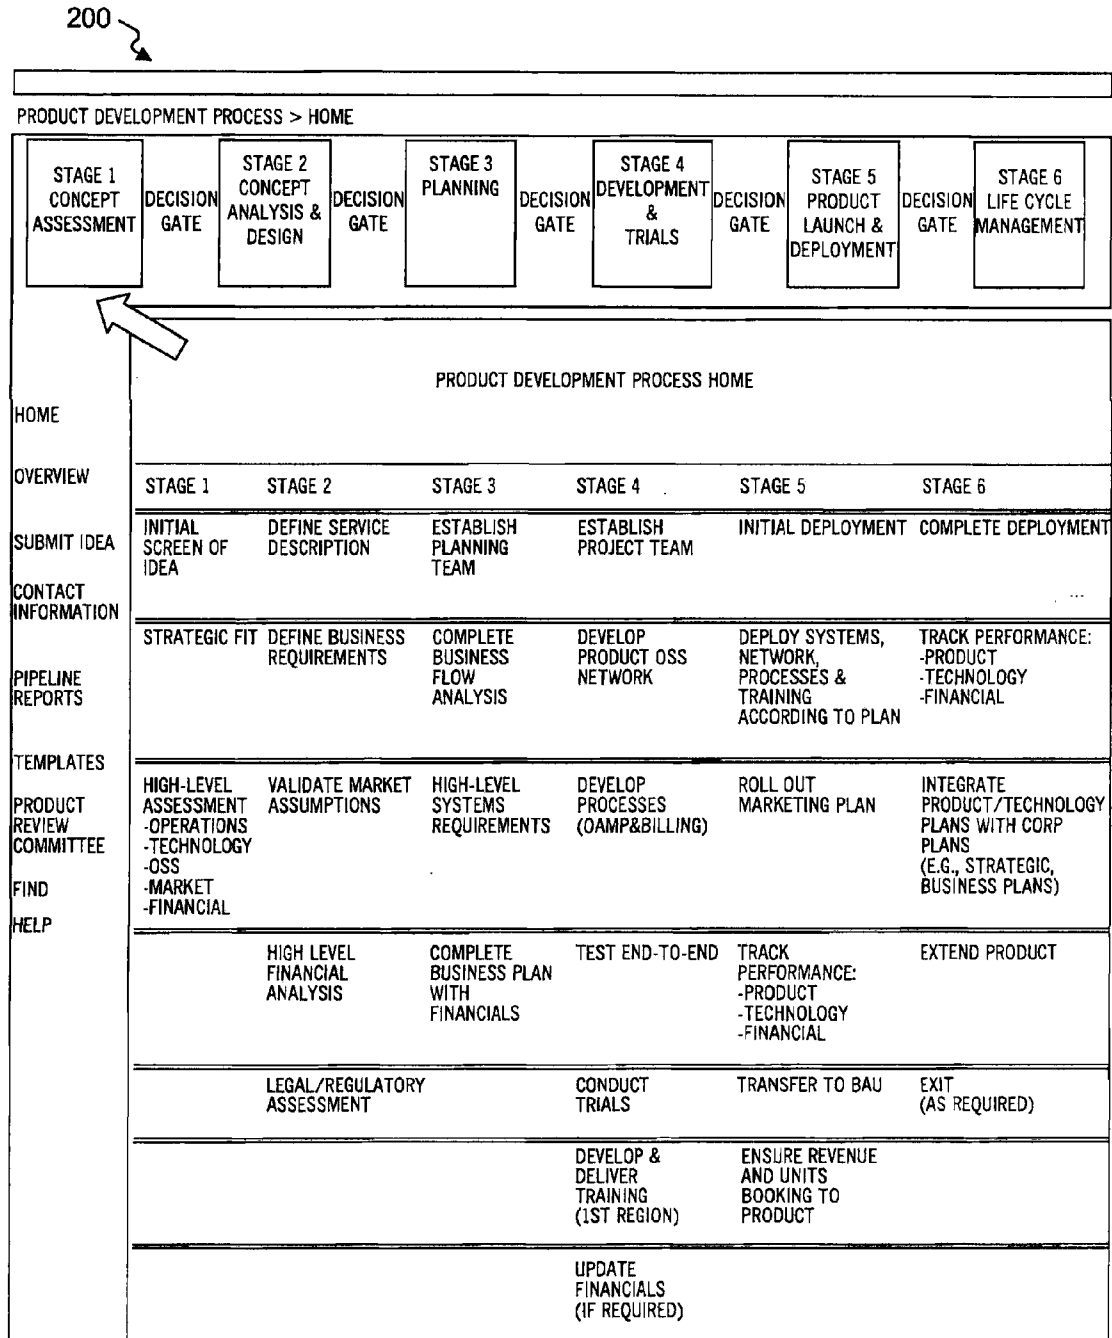 200
PRODUCT DEVELOPMENT PROCESS > HOME
STAGE 1
CONCEPT
ASSESSMENT
DECISION
GATE
STAGE 2
CONCEPT
ANALYSIS &
DESIGN
DECISION
GATE
STAGE 3
PLANNING
DECISION
GATE
STAGE 4
DEVELOPMENT
&
TRIALS
DECISION
GATE
STAGE 5
PRODUCT
LAUNCH &
DEPLOYMENT
DECISION
GATE
STAGE 6
LIFE CYCLE
MANAGEMENT
HOME
OVERVIEW
SUBMIT IDEA
CONTACT
INFORMATION
PIPELINE
REPORTS
TEMPLATES
PRODUCT
REVIEW
COMMITTEE
FIND
HELP
PRODUCT DEVELOPMENT PROCESS HOME
STAGE 1
STAGE 2
STAGE 3
STAGE 4
STAGE 5
STAGE 6
INITIAL
SCREEN OF
IDEA
DEFINE SERVICE
DESCRIPTION
ESTABLISH
PLANNING
TEAM
ESTABLISH
PROJECT TEAM
INITIAL DEPLOYMENT
COMPLETE DEPLOYMENT
...
STRATEGIC FIT
DEFINE BUSINESS
REQUIREMENTS
COMPLETE
BUSINESS
FLOW
ANALYSIS
DEVELOP
PRODUCT OSS
NETWORK
DEPLOY SYSTEMS,
NETWORK,
PROCESSES &
TRAINING
ACCORDING TO PLAN
TRACK PERFORMANCE:
-PRODUCT
-TECHNOLOGY
-FINANCIAL
HIGH-LEVEL
ASSESSMENT
-OPERATIONS
-TECHNOLOGY
-OSS
-MARKET
-FINANCIAL
VALIDATE MARKET
ASSUMPTIONS
HIGH-LEVEL
SYSTEMS
REQUIREMENTS
DEVELOP
PROCESSES
(OAMP&BILLING)
ROLL OUT
MARKETING PLAN
INTEGRATE
PRODUCT/TECHNOLOGY
PLANS WITH CORP
PLANS
(E.G., STRATEGIC,
BUSINESS PLANS)
HIGH LEVEL
FINANCIAL
ANALYSIS
COMPLETE
BUSINESS PLAN
WITH
FINANCIALS
TEST END-TO-END
TRACK
PERFORMANCE:
-PRODUCT
-TECHNOLOGY
-FINANCIAL
EXTEND PRODUCT
LEGAL/REGULATORY
ASSESSMENT
CONDUCT
TRIALS
TRANSFER TO BAU
EXIT
(AS REQUIRED)
DEVELOP &
DELIVER
TRAINING
(1ST REGION)
ENSURE REVENUE
AND UNITS
BOOKING TO
PRODUCT
UPDATE
FINANCIALS
(IF REQUIRED)